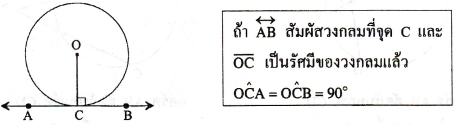 O
A
C
B
ถ้า AB สัมผัสวงกลมที่จุด C และ
OC เป็นรัศมีของวงกลมแล้ว
OĈA = OĈB = 90°